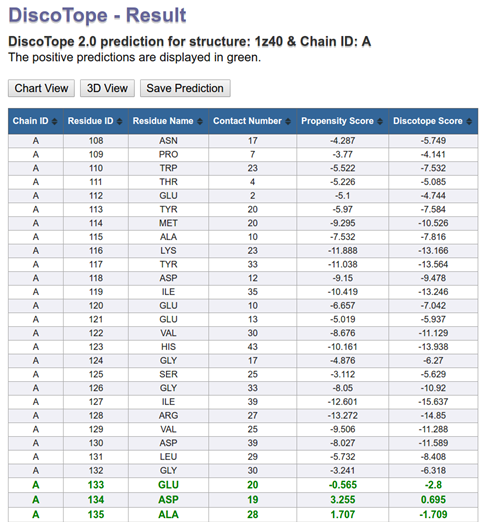 DiscoTope - Result
DiscoTope 2.0 prediction for structure: 1z40 & Chain ID: A
The positive predictions are displayed in green.
Chart View 3D View Save Prediction
Chain ID Residue ID Residue Name Contact Number Propensity Score Discotope Score
A 108 ASN 17 -4.287 -5.749
A 109 PRO 7 -3.77 -4.141
A 110 TRP 23 -5.522 -7.532
A 111 THR 4 -5.226 -5.085
A 112 GLU 2 -5.1 -4.744
A 113 TYR 20 -5.97 -7.584
A 114 MET 20 -9.295 -10.526
A 115 ALA 10 -7.532 -7.816
A 116 LYS 23 -11.888 -13.166
A 117 TYR 33 -11.038 -13.564
A 118 ASP 12 -9.15 -9.478
A 119 ILE 35 -10.419 -13.246
A 120 GLU 10 -6.657 -7.042
A 121 GLU 13 -5.019 -5.937
A 122 VAL 30 -8.676 -11.129
A 123 HIS 43 -10.161 -13.938
A 124 GLY 17 -4.876 -6.27
A 125 SER 25 -3.112 -5.629
A 126 GLY 33 -8.05 -10.92
A 127 ILE 39 -12.601 -15.637
A 128 ARG 27 -13.272 -14.85
A 129 VAL 25 -9.506 -11.288
A 130 ASP 39 -8.027 -11.589
A 131 LEU 29 -5.732 -8.408
A 132 GLY 30 -3.241 -6.318
A 133 GLU 20 -0.565 -2.8
A 134 ASP 19 3.255 0.695
A 135 ALA 28 1.707 -1.709